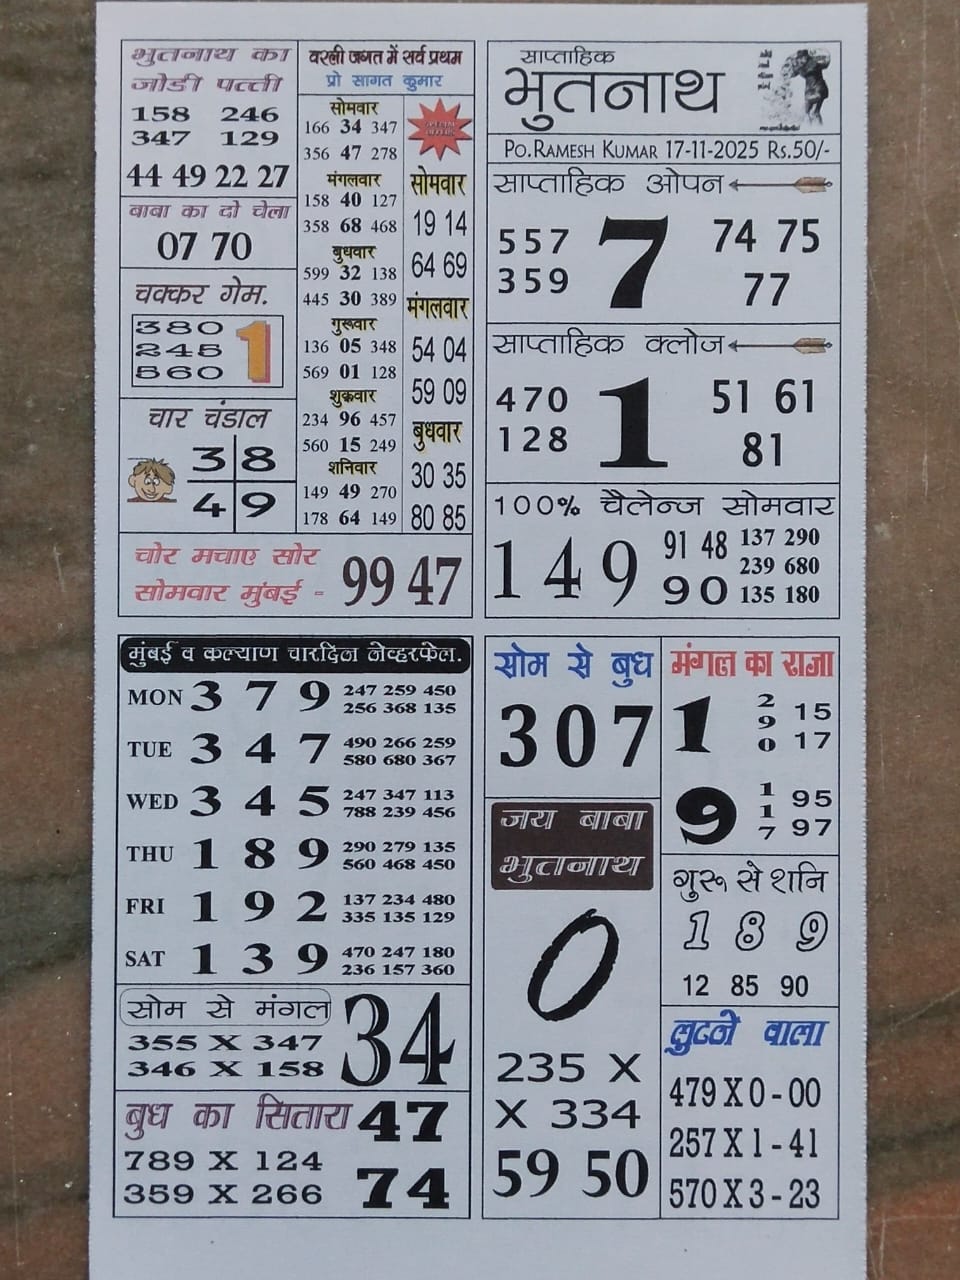 भुतनाथ का
जोडी पत्ती
158 246
347 129
44 49 22 27
बाबा का दो चेला
07 70
चक्कर गेम.
380
245
560
1
चार चंडाल
3 8
4 9
वरली जगत में सर्व प्रथम
प्रो सागत कुमार
सोमवार
166 34 347
356 47 278
मंगलवार
158 40 127
358 68 468
बुधवार
599 32 138
445 30 389
गुरूवार
136 05 348
569 01 128
शुक्रवार
234 96 457
560 15 249
शनिवार
149 49 270
178 64 149
सोमवार
19 14
64 69
मंगलवार
54 04
59 09
बुधवार
30 35
80 85
चोर मचाए सोर
सोमवार मुंबई - 99 47
साप्ताहिक
भुतनाथ
PO.RAMESH KUMAR 17-11-2025 RS.50/-
साप्ताहिक ओपन
557
359
7
74 75
77
साप्ताहिक क्लोज
470
128
1
51 61
81
100% चैलेन्ज सोमवार
149
91 48
90
137 290
239 680
135 180
मुंबई व कल्याण चारदिल लेव्हरफेल.
MON 3 7 9 247 259 450
256 368 135
TUE 3 4 7 490 266 259
580 680 367
WED 3 4 5 247 347 113
788 239 456
THU 1 8 9 290 279 135
560 468 450
FRI 1 9 2 137 234 480
335 135 129
SAT 1 3 9 470 247 180
236 157 360
सोम से मंगल
355 X 347
346 X 158
34
बुध का सितारा
789 X 124
359 X 266
47
74
सोम से बुध
307
जय बाबा
भुतनाथ
0
235 X
X 334
59 50
मंगल का राजा
1
2
9
0
15
17
9
1
1
7
95
97
गुरू से शनि
1 8 9
12 85 90
लुटने वाला
479 X 0 - 00
257 X 1 - 41
570 X 3 - 23